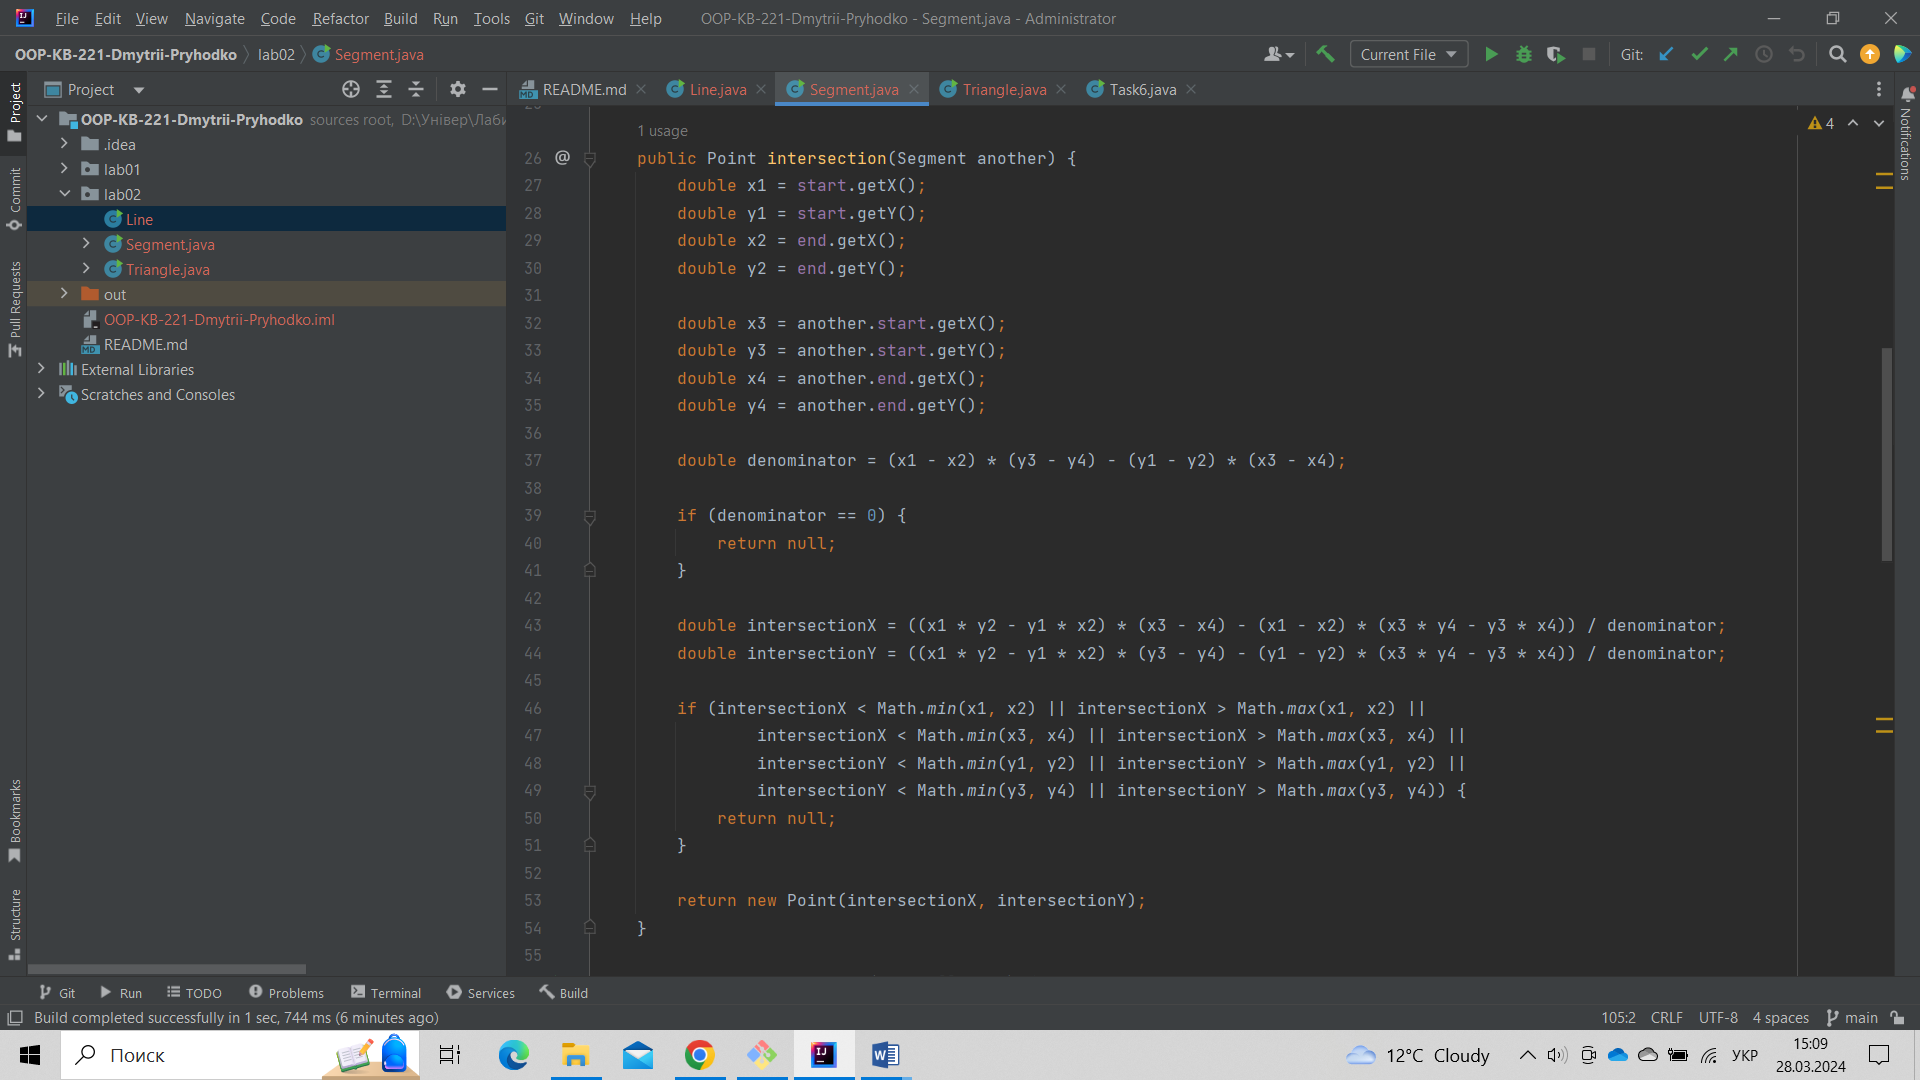 File Edit View Navigate Code Refactor Build Run Tools Git Window Help OOP-KB-221-Dmytrii-Pryhodko - Segment.java - Administrator
OOP-KB-221-Dmytrii-Pryhodko lab02 Segment.java Current File Git:
Project README.md Line.java Segment.java Triangle.java Task6.java
OOP-KB-221-Dmytrii-Pryhodko sources root, D:\Універ\Лаби
.idea
lab01
lab02
Line
Segment.java
Triangle.java
out
OOP-KB-221-Dmytrii-Pryhodko.iml
README.md
External Libraries
Scratches and Consoles
Project
Commit
Pull Requests
Bookmarks
Structure
Notifications
4
1 usage
26 @ public Point intersection(Segment another) {
27 double x1 = start.getX();
28 double y1 = start.getY();
29 double x2 = end.getX();
30 double y2 = end.getY();
31
32 double x3 = another.start.getX();
33 double y3 = another.start.getY();
34 double x4 = another.end.getX();
35 double y4 = another.end.getY();
36
37 double denominator = (x1 - x2) * (y3 - y4) - (y1 - y2) * (x3 - x4);
38
39 if (denominator == 0) {
40 return null;
41 }
42
43 double intersectionX = ((x1 * y2 - y1 * x2) * (x3 - x4) - (x1 - x2) * (x3 * y4 - y3 * x4)) / denominator;
44 double intersectionY = ((x1 * y2 - y1 * x2) * (y3 - y4) - (y1 - y2) * (x3 * y4 - y3 * x4)) / denominator;
45
46 if (intersectionX < Math.min(x1, x2) || intersectionX > Math.max(x1, x2) ||
47 intersectionX < Math.min(x3, x4) || intersectionX > Math.max(x3, x4) ||
48 intersectionY < Math.min(y1, y2) || intersectionY > Math.max(y1, y2) ||
49 intersectionY < Math.min(y3, y4) || intersectionY > Math.max(y3, y4)) {
50 return null;
51 }
52
53 return new Point(intersectionX, intersectionY);
54 }
55
Git Run TODO Problems Terminal Services Build
Build completed successfully in 1 sec, 744 ms (6 minutes ago) 105:2 CRLF UTF-8 4 spaces main
Поиск 12°C Cloudy УКР 15:09
28.03.2024